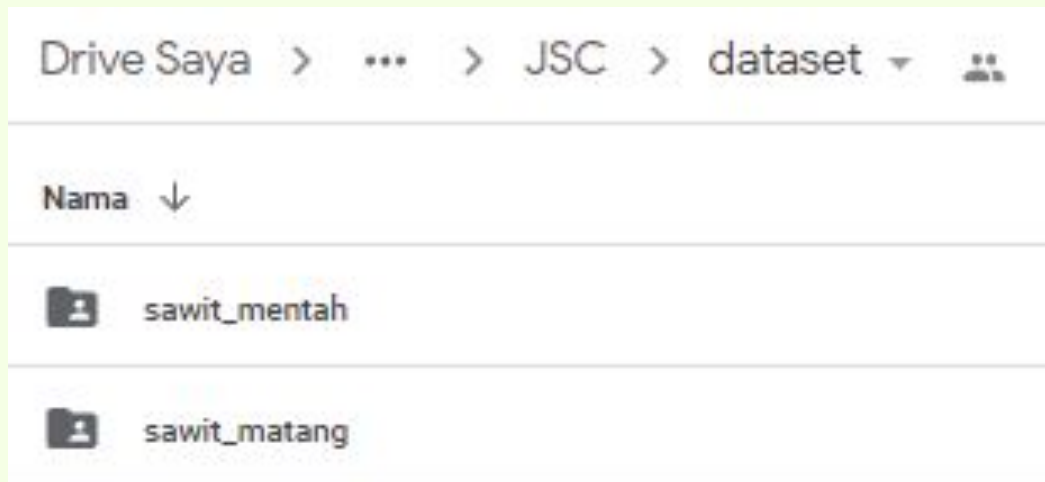 Drive Saya > ... > JSC > dataset
Nama ↓
sawit_mentah
sawit_matang